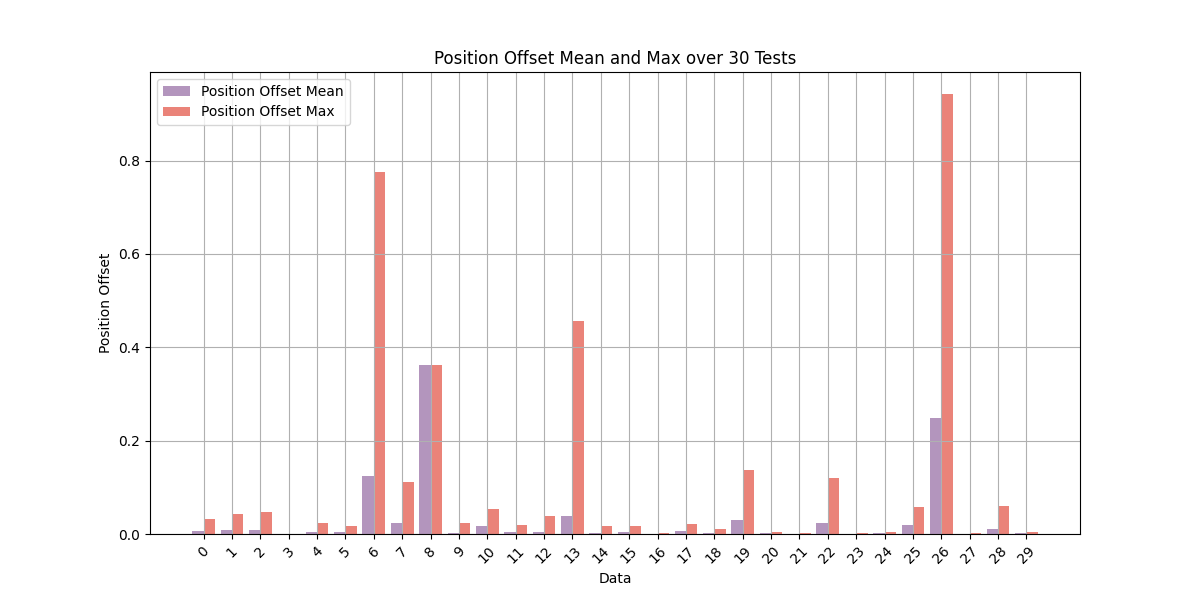 Position Offset Mean and Max over 30 Tests
Position Offset Mean
Position Offset Max
Position Offset
0.8
0.6
0.4
0.2
0.0
0 1 2 3 4 5 6 7 8 9 10 11 12 13 14 15 16 17 18 19 20 21 22 23 24 25 26 27 28 29
Data